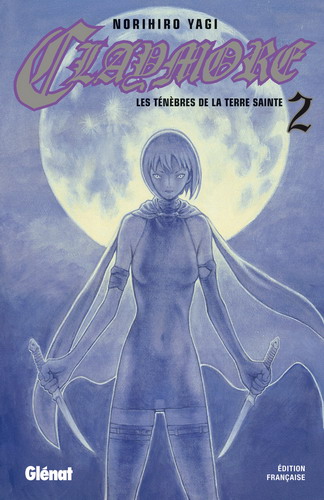 NORIHIRO YAGI
CLAYMORE
LES TÉNÈBRES DE LA TERRE SAINTE 2
Glénat
ÉDITION
FRANÇAISE